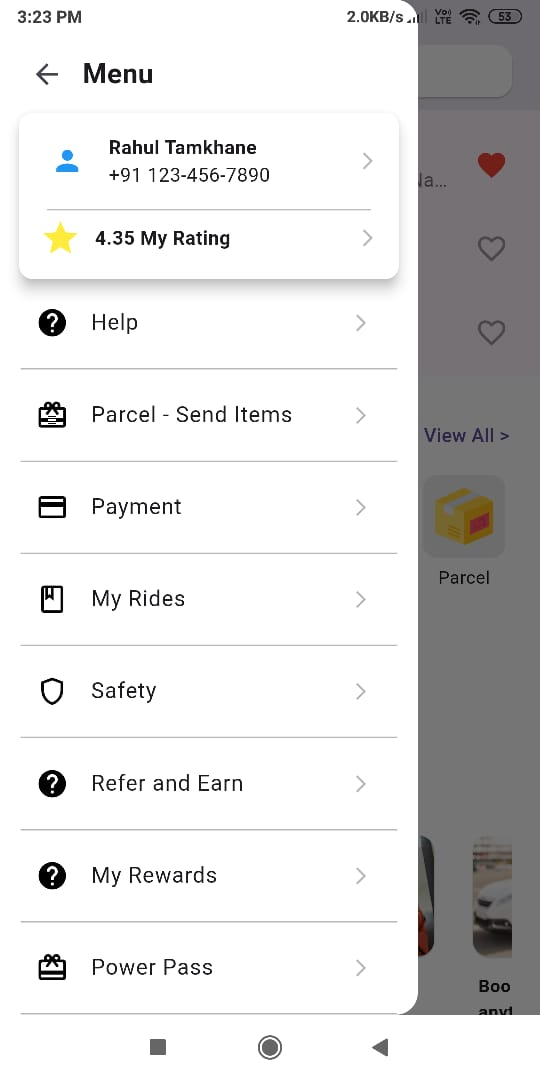 3:23 PM 2.0KB/s Vo) LTE 53
Menu
Rahul Tamkhane
+91 123-456-7890
Na...
4.35 My Rating
Help
Parcel - Send Items
View All >
Payment
Parcel
My Rides
Safety
Refer and Earn
My Rewards
Power Pass
Boo
anyt